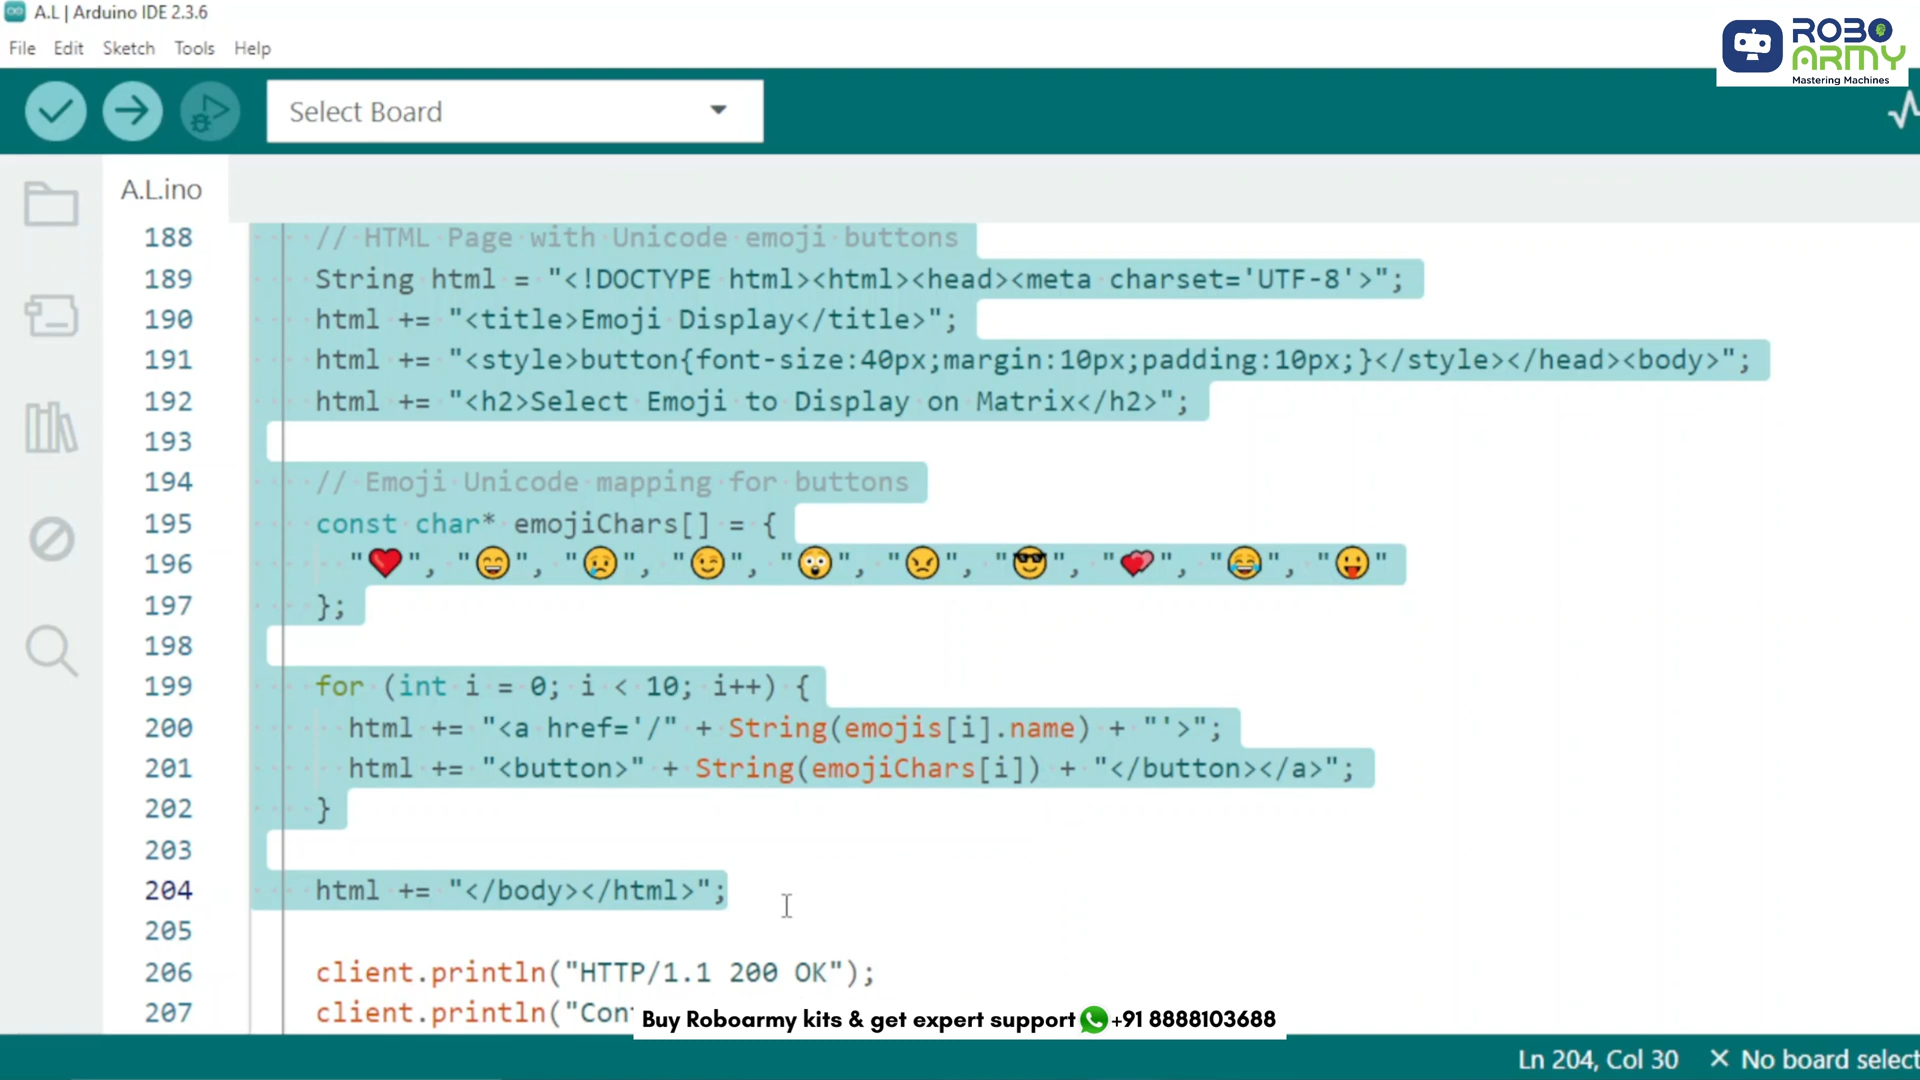 A.L | Arduino IDE 2.3.6
File Edit Sketch Tools Help
ROBO
ARMY
Mastering Machines
Select Board
A.L.ino
188 // HTML Page with Unicode emoji buttons
189 String html = "<!DOCTYPE html><html><head><meta charset='UTF-8'>";
190 html += "<title>Emoji Display</title>";
191 html += "<style>button{font-size:40px;margin:10px;padding:10px;}</style></head><body>";
192 html += "<h2>Select Emoji to Display on Matrix</h2>";
193
194 // Emoji Unicode mapping for buttons
195 const char* emojiChars[] = {
196 "❤️", "😄", "😢", "😉", "😲", "😠", "😎", "💕", "😂", "😛"
197 };
198
199 for (int i = 0; i < 10; i++) {
200 html += "<a href='/" + String(emojis[i].name) + "'>";
201 html += "<button>" + String(emojiChars[i]) + "</button></a>";
202 }
203
204 html += "</body></html>";
205
206 client.println("HTTP/1.1 200 OK");
207 client.println("Con
Buy Roboarmy kits & get expert support +91 8888103688
Ln 204, Col 30 × No board select